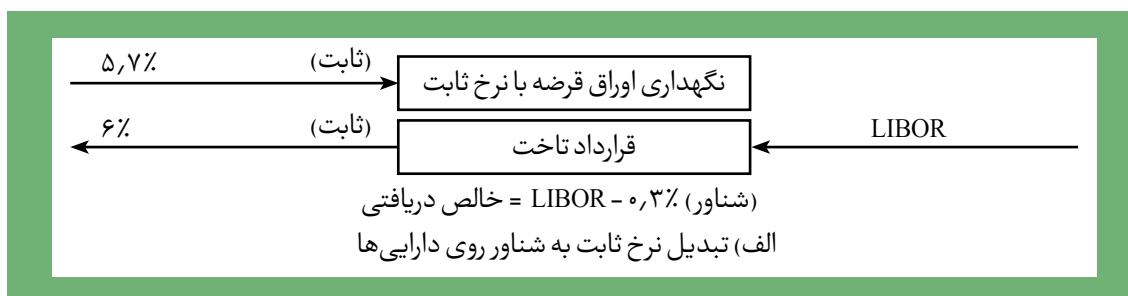 (ثابت) ۵٫۷٪
نگهداری اوراق قرضه با نرخ ثابت
(ثابت) ۶٪
قرارداد تاخت
LIBOR
خالص دریافتی = LIBOR - ۰٫۳٪ (شناور)
الف) تبدیل نرخ ثابت به شناور روی دارایی‌ها